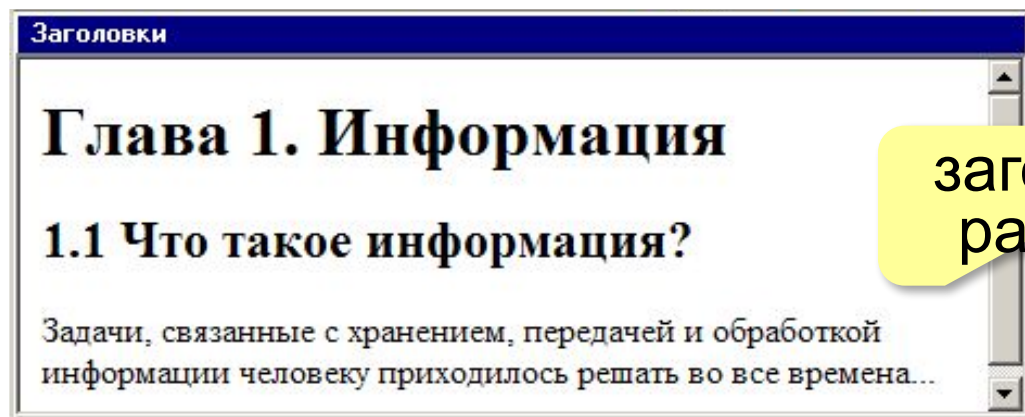 Заголовки
Глава 1. Информация
1.1 Что такое информация?
Задачи, связанные с хранением, передачей и обработкой
информации человеку приходилось решать во все времена...